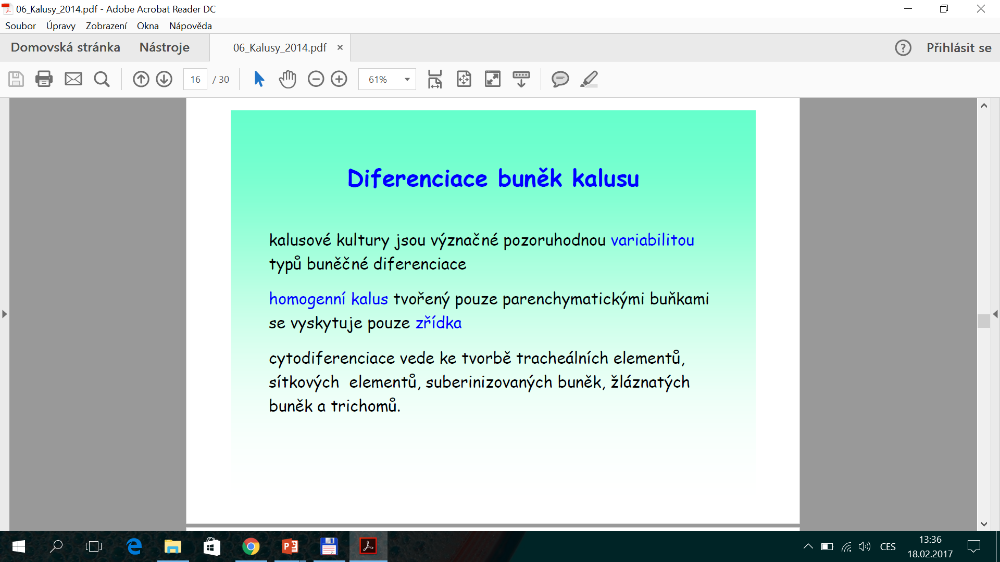 06_Kalusy_2014.pdf - Adobe Acrobat Reader DC
Soubor Úpravy Zobrazení Okna Nápověda
Domovská stránka Nástroje 06_Kalusy_2014.pdf × ? Přihlásit se
16 / 30 61%
Diferenciace buněk kalusu
kalusové kultury jsou význačné pozoruhodnou variabilitou
typů buněčné diferenciace
homogenní kalus tvořený pouze parenchymatickými buňkami
se vyskytuje pouze zřídka
cytodiferenciace vede ke tvorbě tracheálních elementů,
sítkových elementů, suberinizovaných buněk, žláznatých
buněk a trichomů.
CES
13:36
18.02.2017